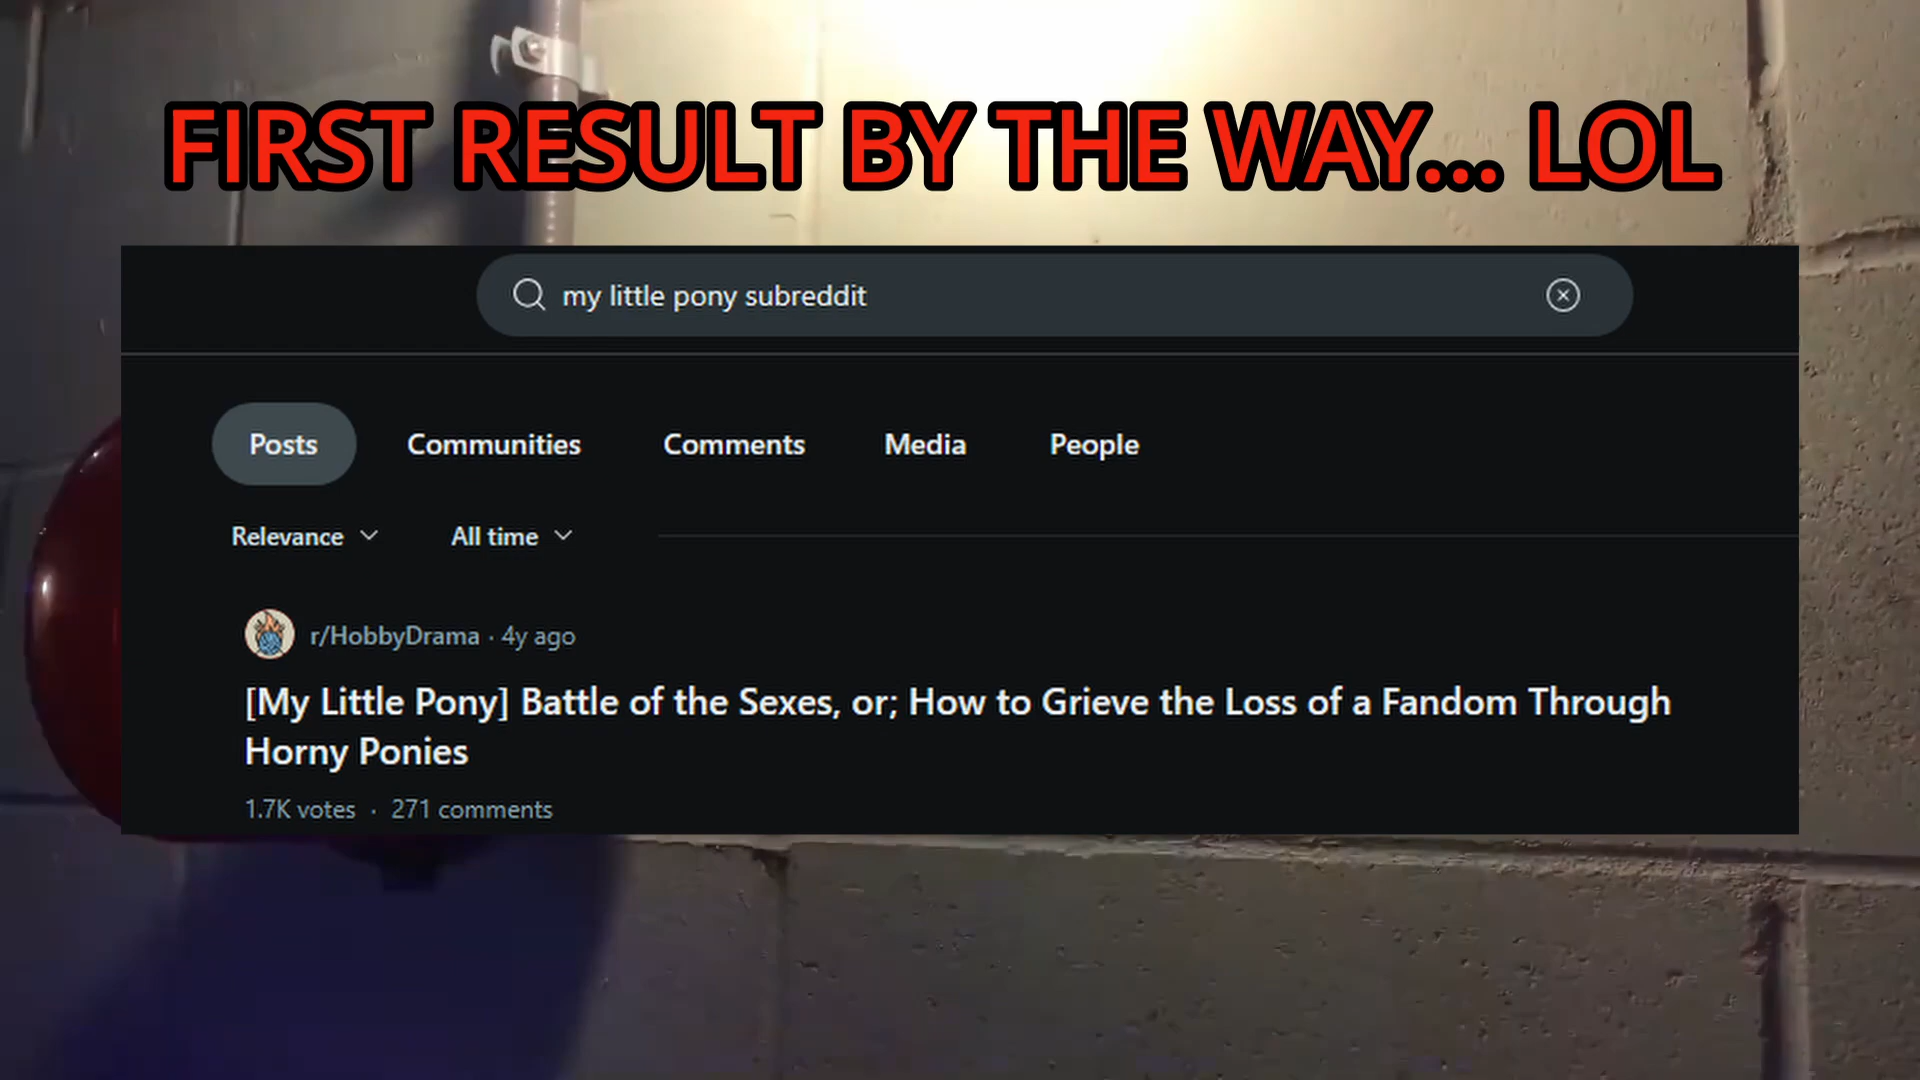 FIRST RESULT BY THE WAY... LOL
my little pony subreddit
Posts Communities Comments Media People
Relevance All time
r/HobbyDrama · 4y ago
[My Little Pony] Battle of the Sexes, or; How to Grieve the Loss of a Fandom Through
Horny Ponies
1.7K votes · 271 comments